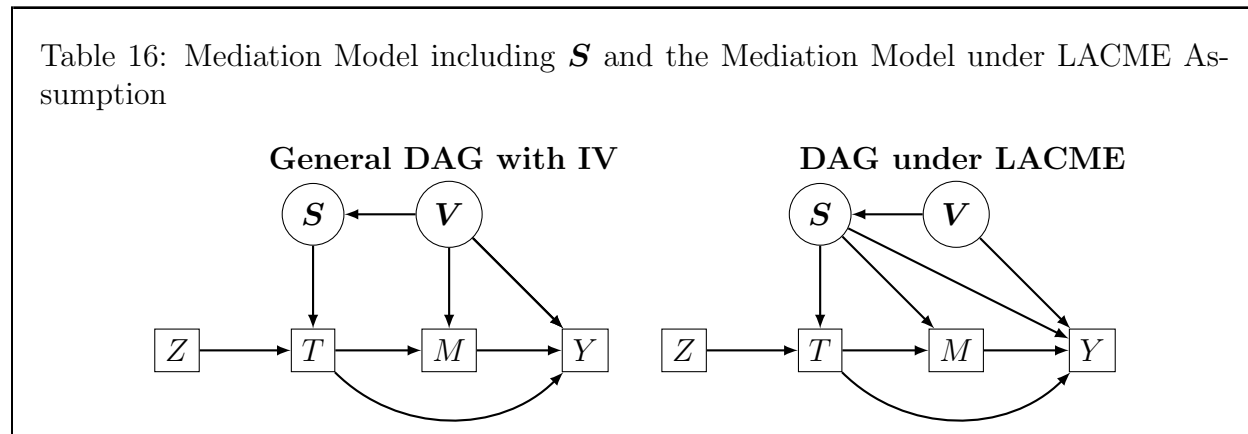 Table 16: Mediation Model including S and the Mediation Model under LACME As-
sumption
General DAG with IV DAG under LACME
S V S V
Z T M Y Z T M Y